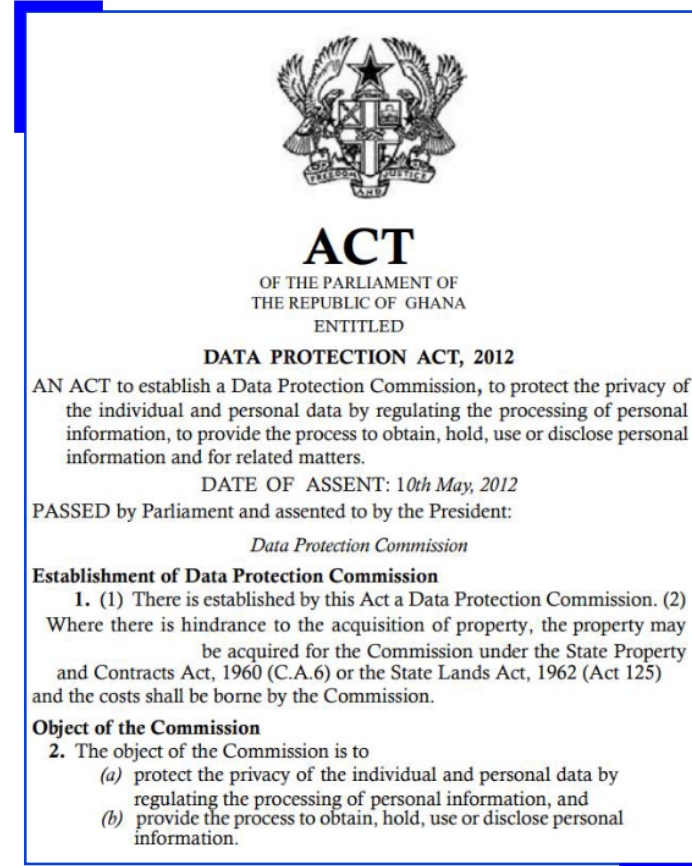 FREEDOM AND JUSTICE
ACT
OF THE PARLIAMENT OF
THE REPUBLIC OF GHANA
ENTITLED
DATA PROTECTION ACT, 2012
AN ACT to establish a Data Protection Commission, to protect the privacy of
the individual and personal data by regulating the processing of personal
information, to provide the process to obtain, hold, use or disclose personal
information and for related matters.
DATE OF ASSENT: 10th May, 2012
PASSED by Parliament and assented to by the President:
Data Protection Commission
Establishment of Data Protection Commission
1. (1) There is established by this Act a Data Protection Commission. (2)
Where there is hindrance to the acquisition of property, the property may
be acquired for the Commission under the State Property
and Contracts Act, 1960 (C.A.6) or the State Lands Act, 1962 (Act 125)
and the costs shall be borne by the Commission.
Object of the Commission
2. The object of the Commission is to
(a) protect the privacy of the individual and personal data by
regulating the processing of personal information, and
(b) provide the process to obtain, hold, use or disclose personal
information.